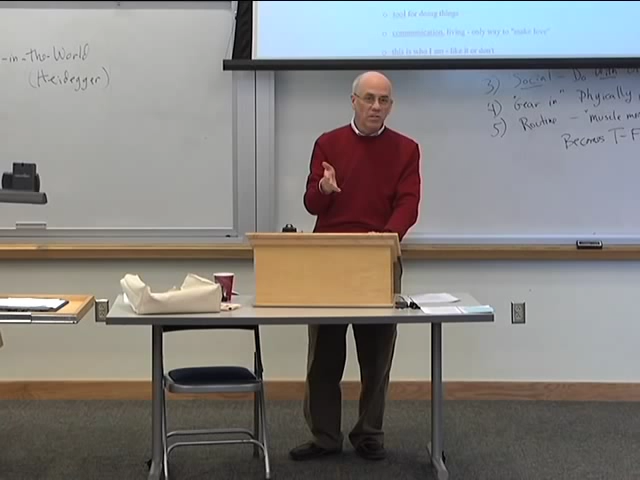 -in-the-World
(Heidegger)
○ tool for doing things
○ communication, living - only way to "make love"
○ this is who I am - like it or don't
3) Social - Do With
4) "Gear in" Physically
5) Routine - "muscle
Becomes T-F